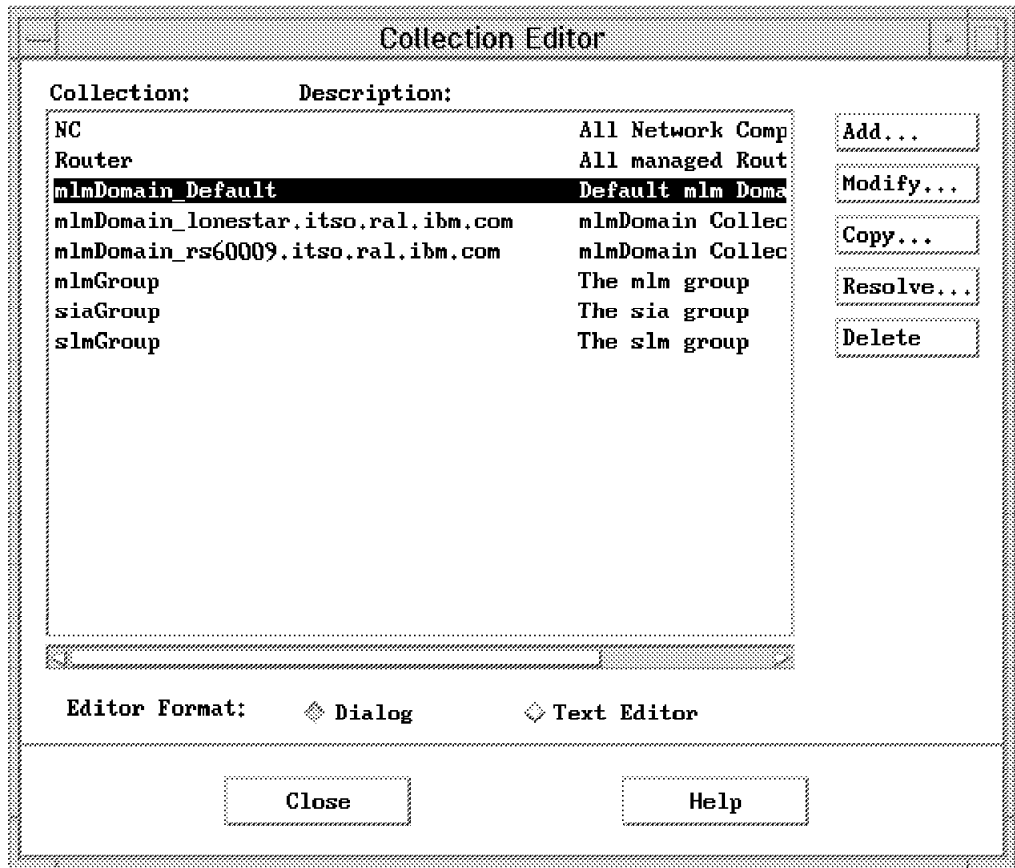 Collection Editor
Collection: Description:
NC All Network Comp
Router All managed Rout
mlmDomain_Default Default mlm Doma
mlmDomain_lonestar.itso.ral.ibm.com mlmDomain Collec
mlmDomain_rs60009.itso.ral.ibm.com mlmDomain Collec
mlmGroup The mlm group
siaGroup The sia group
slmGroup The slm group
Add...
Modify...
Copy...
Resolve...
Delete
Editor Format: Dialog Text Editor
Close Help